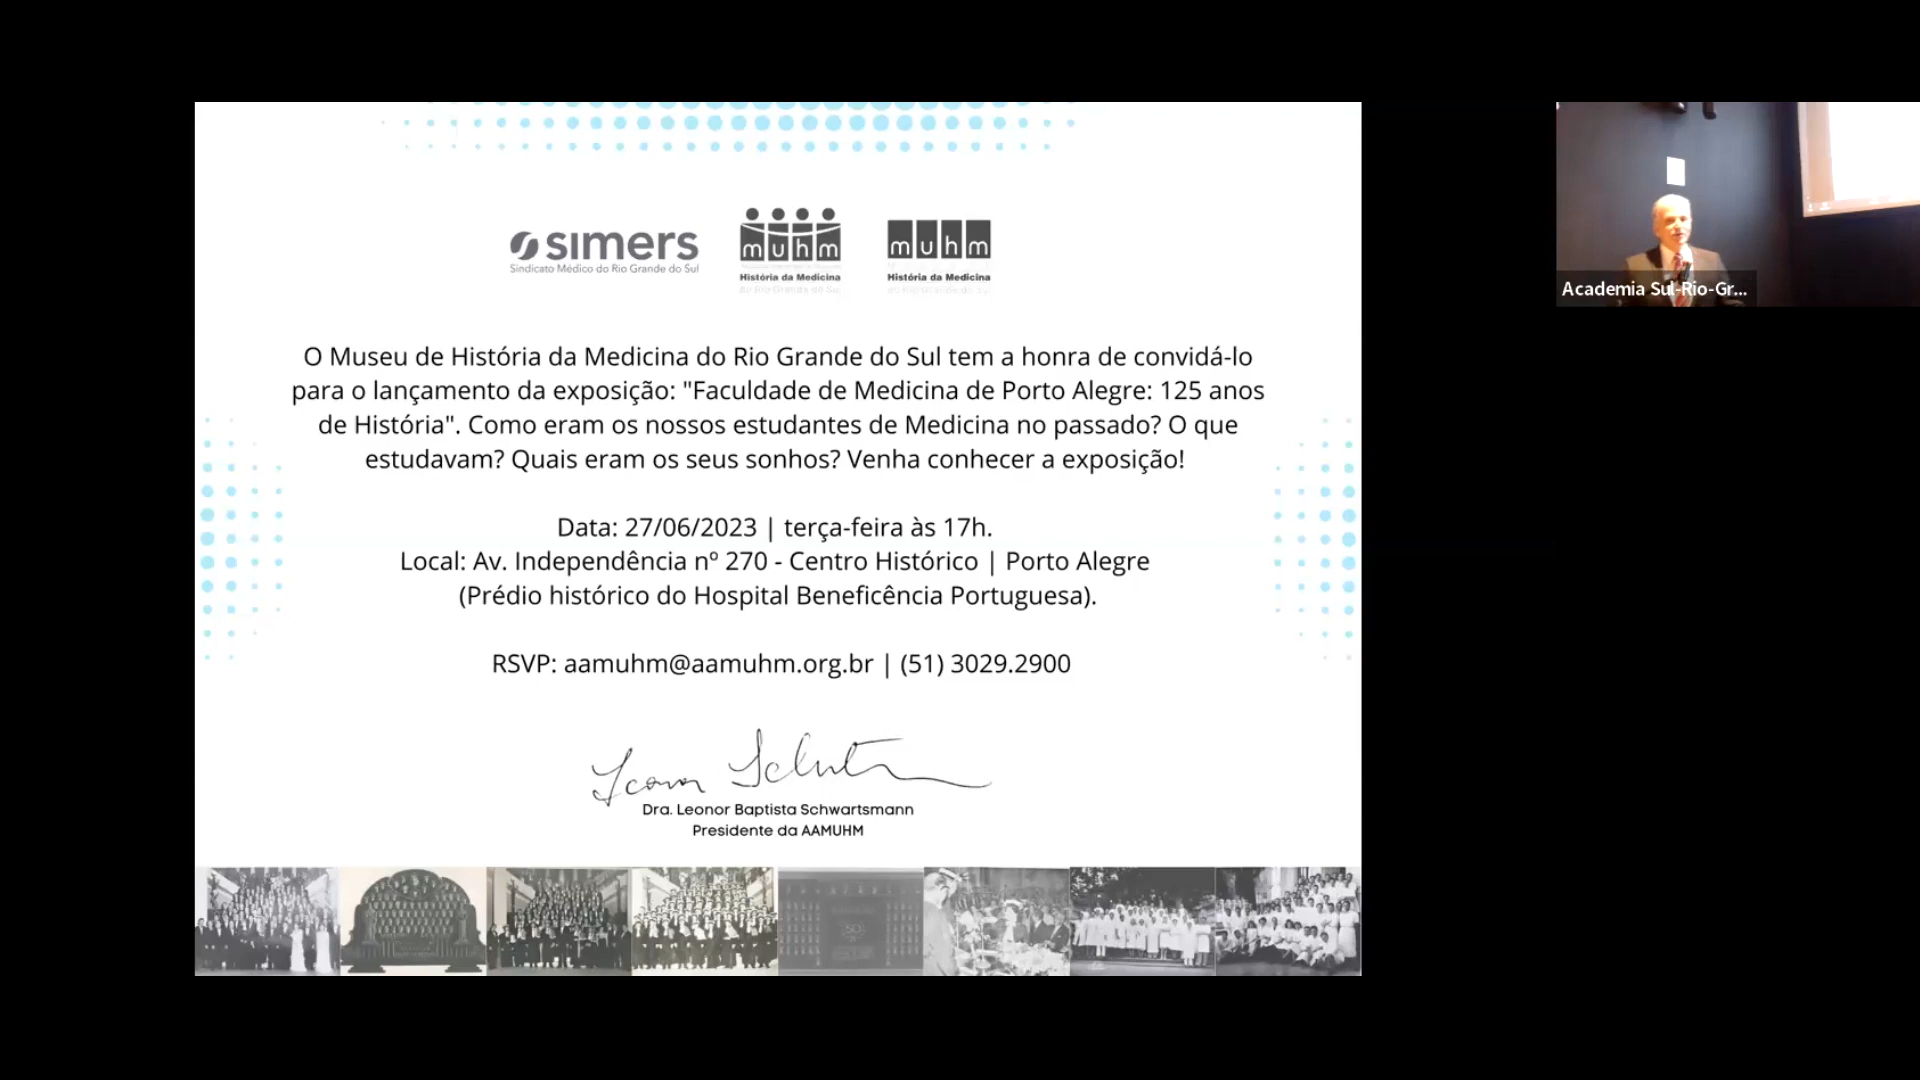 simers
Sindicato Médico do Rio Grande do Sul
muhm
História da Medicina
do Rio Grande do Sul
muhm
História da Medicina
O Museu de História da Medicina do Rio Grande do Sul tem a honra de convidá-lo
para o lançamento da exposição: "Faculdade de Medicina de Porto Alegre: 125 anos
de História". Como eram os nossos estudantes de Medicina no passado? O que
estudavam? Quais eram os seus sonhos? Venha conhecer a exposição!
Data: 27/06/2023 | terça-feira às 17h.
Local: Av. Independência nº 270 - Centro Histórico | Porto Alegre
(Prédio histórico do Hospital Beneficência Portuguesa).
RSVP: aamuhm@aamuhm.org.br | (51) 3029.2900
Dra. Leonor Baptista Schwartsmann
Presidente da AAMUHM
Academia Sul-Rio-Gr...